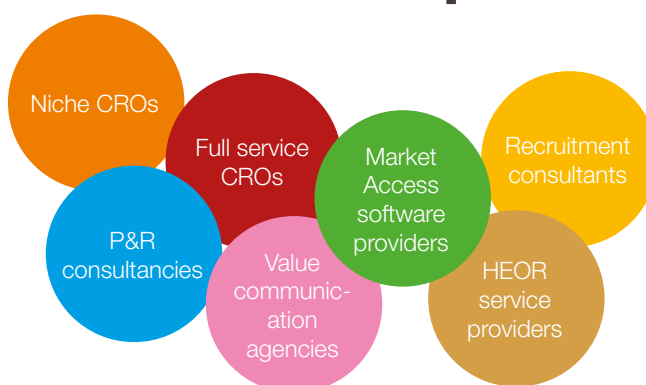 Niche CROs
Full service
CROs
Market
Access
software
providers
Recruitment
consultants
P&R
consultancies
Value
communic-
ation
agencies
HEOR
service
providers